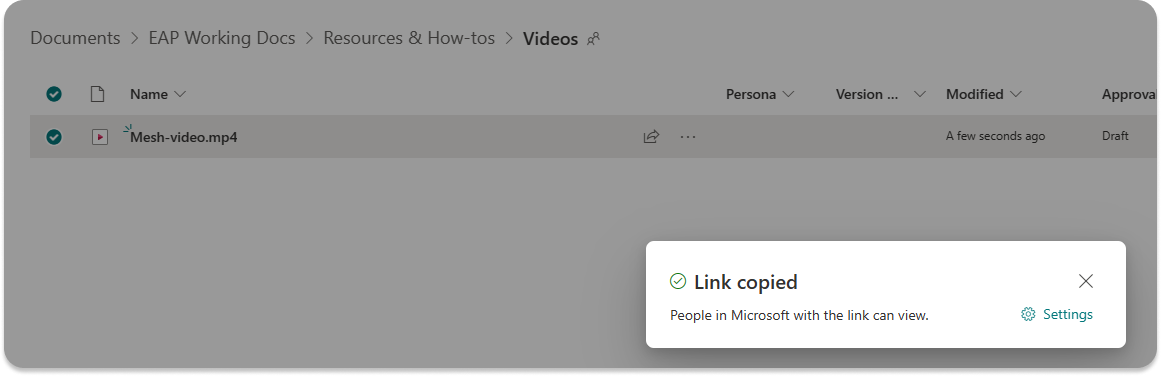 Documents > EAP Working Docs > Resources & How-tos > Videos
Name Persona Version ... Modified Approval
Mesh-video.mp4 ... A few seconds ago Draft
Link copied
People in Microsoft with the link can view. Settings